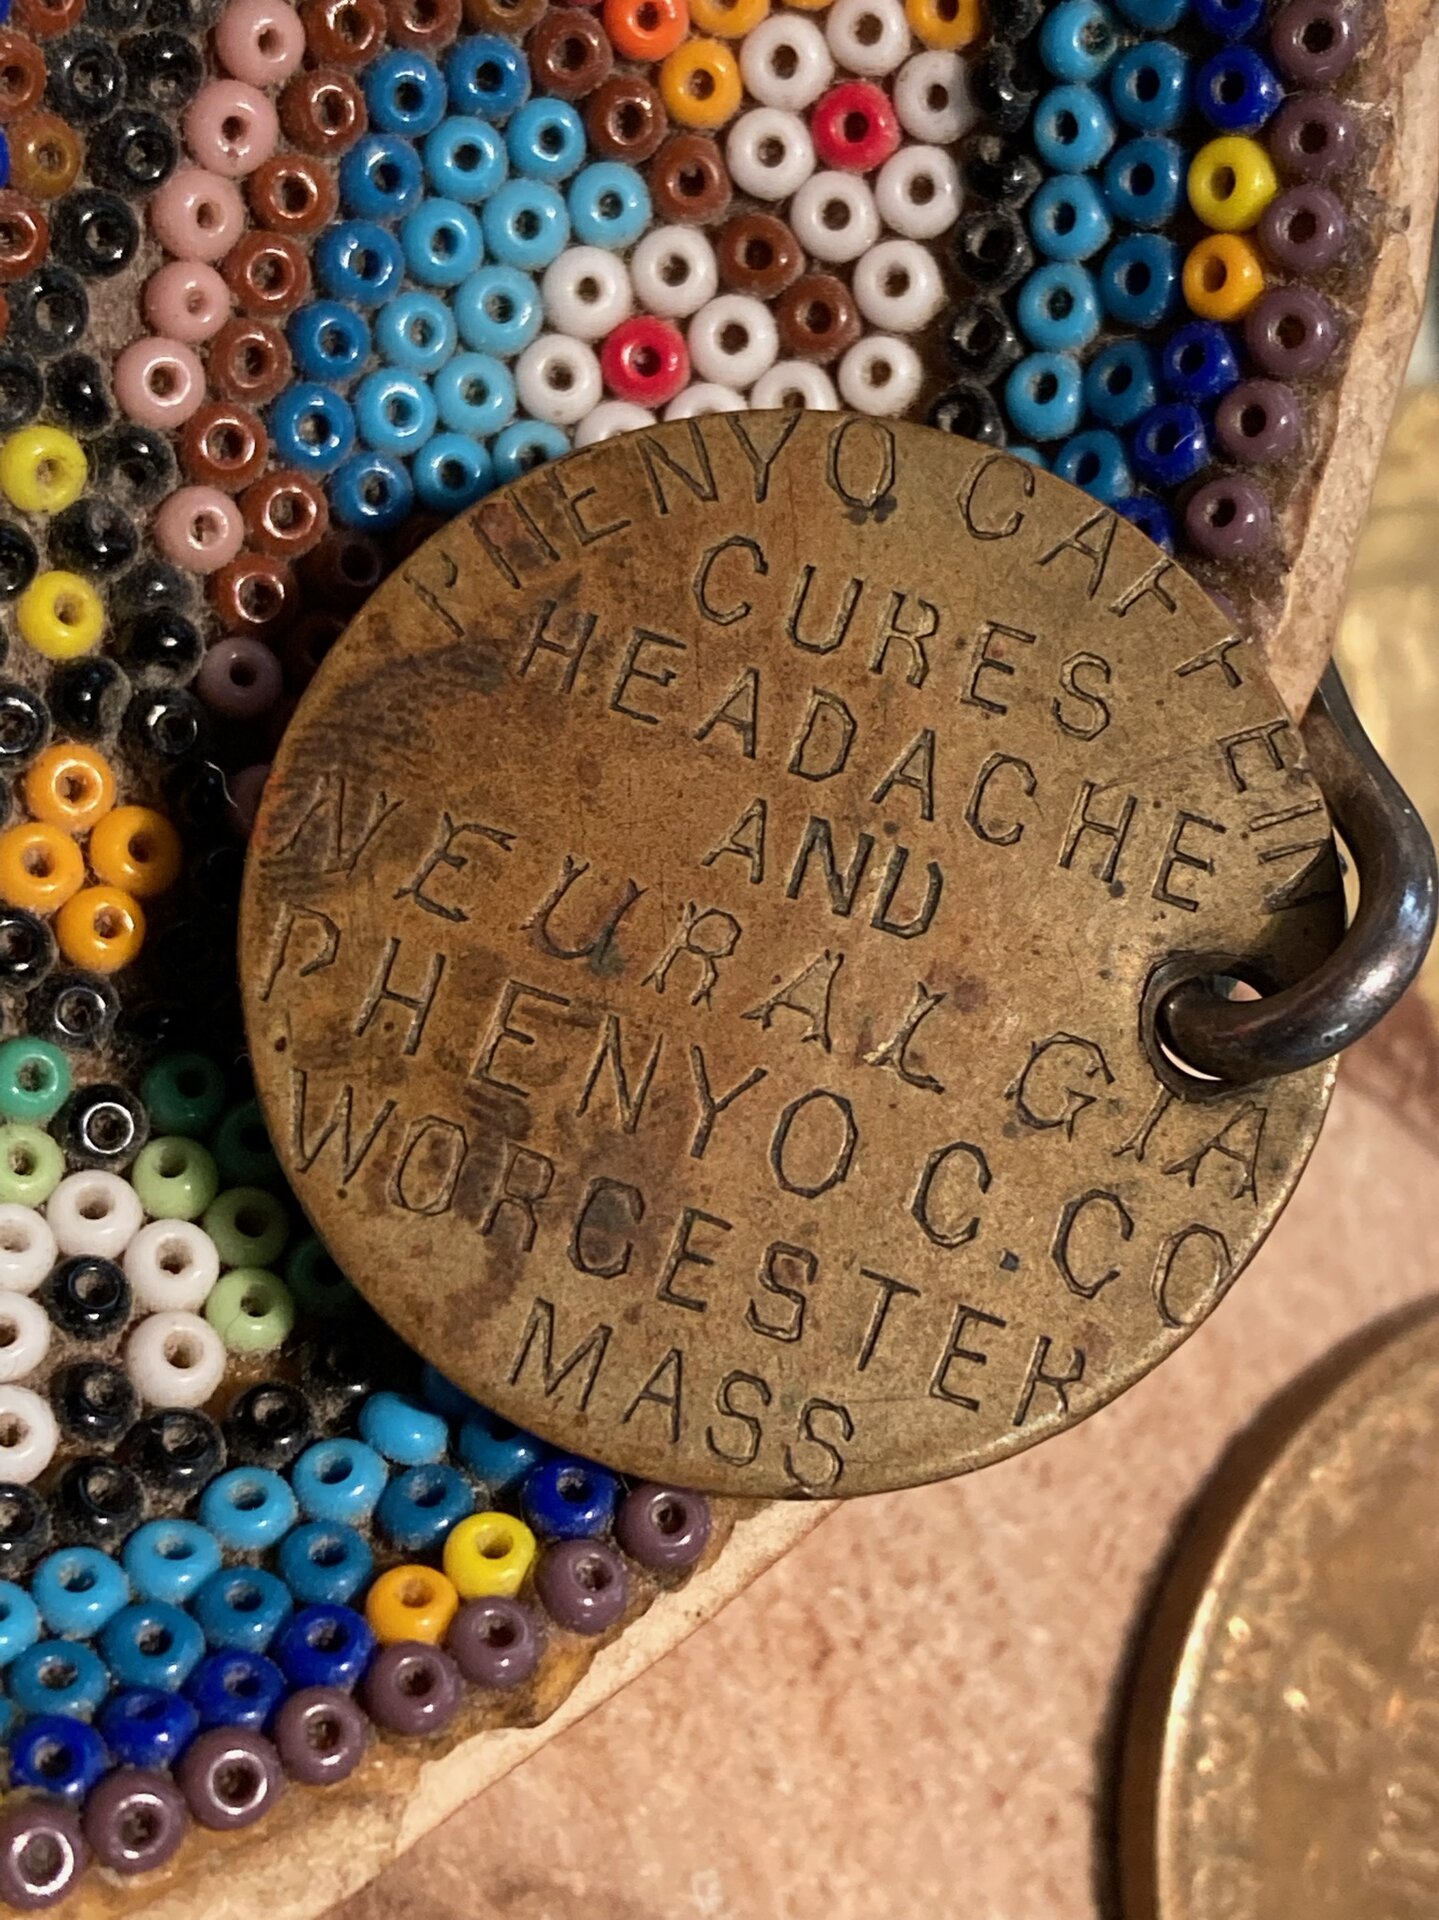 PHENYO CAFFEIN
CURES
HEADACHE
AND
NEURALGIA
PHENYO C.CO
WORCESTER
MASS